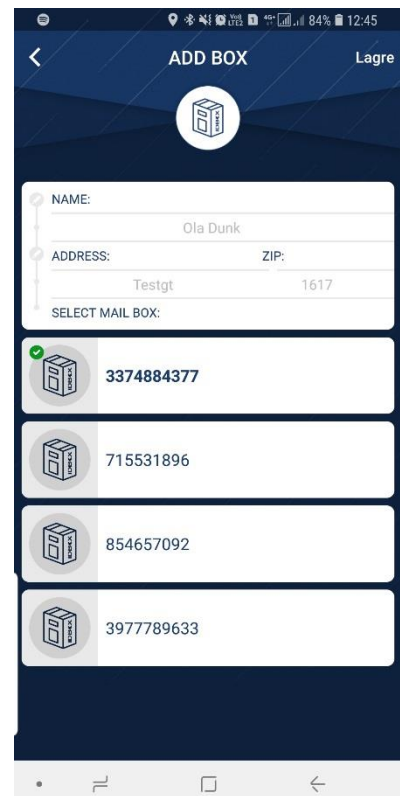 84% 12:45
ADD BOX
Lagre
NAME:
Ola Dunk
ADDRESS: ZIP:
Testgt 1617
SELECT MAIL BOX:
3374884377
715531896
854657092
3977789633